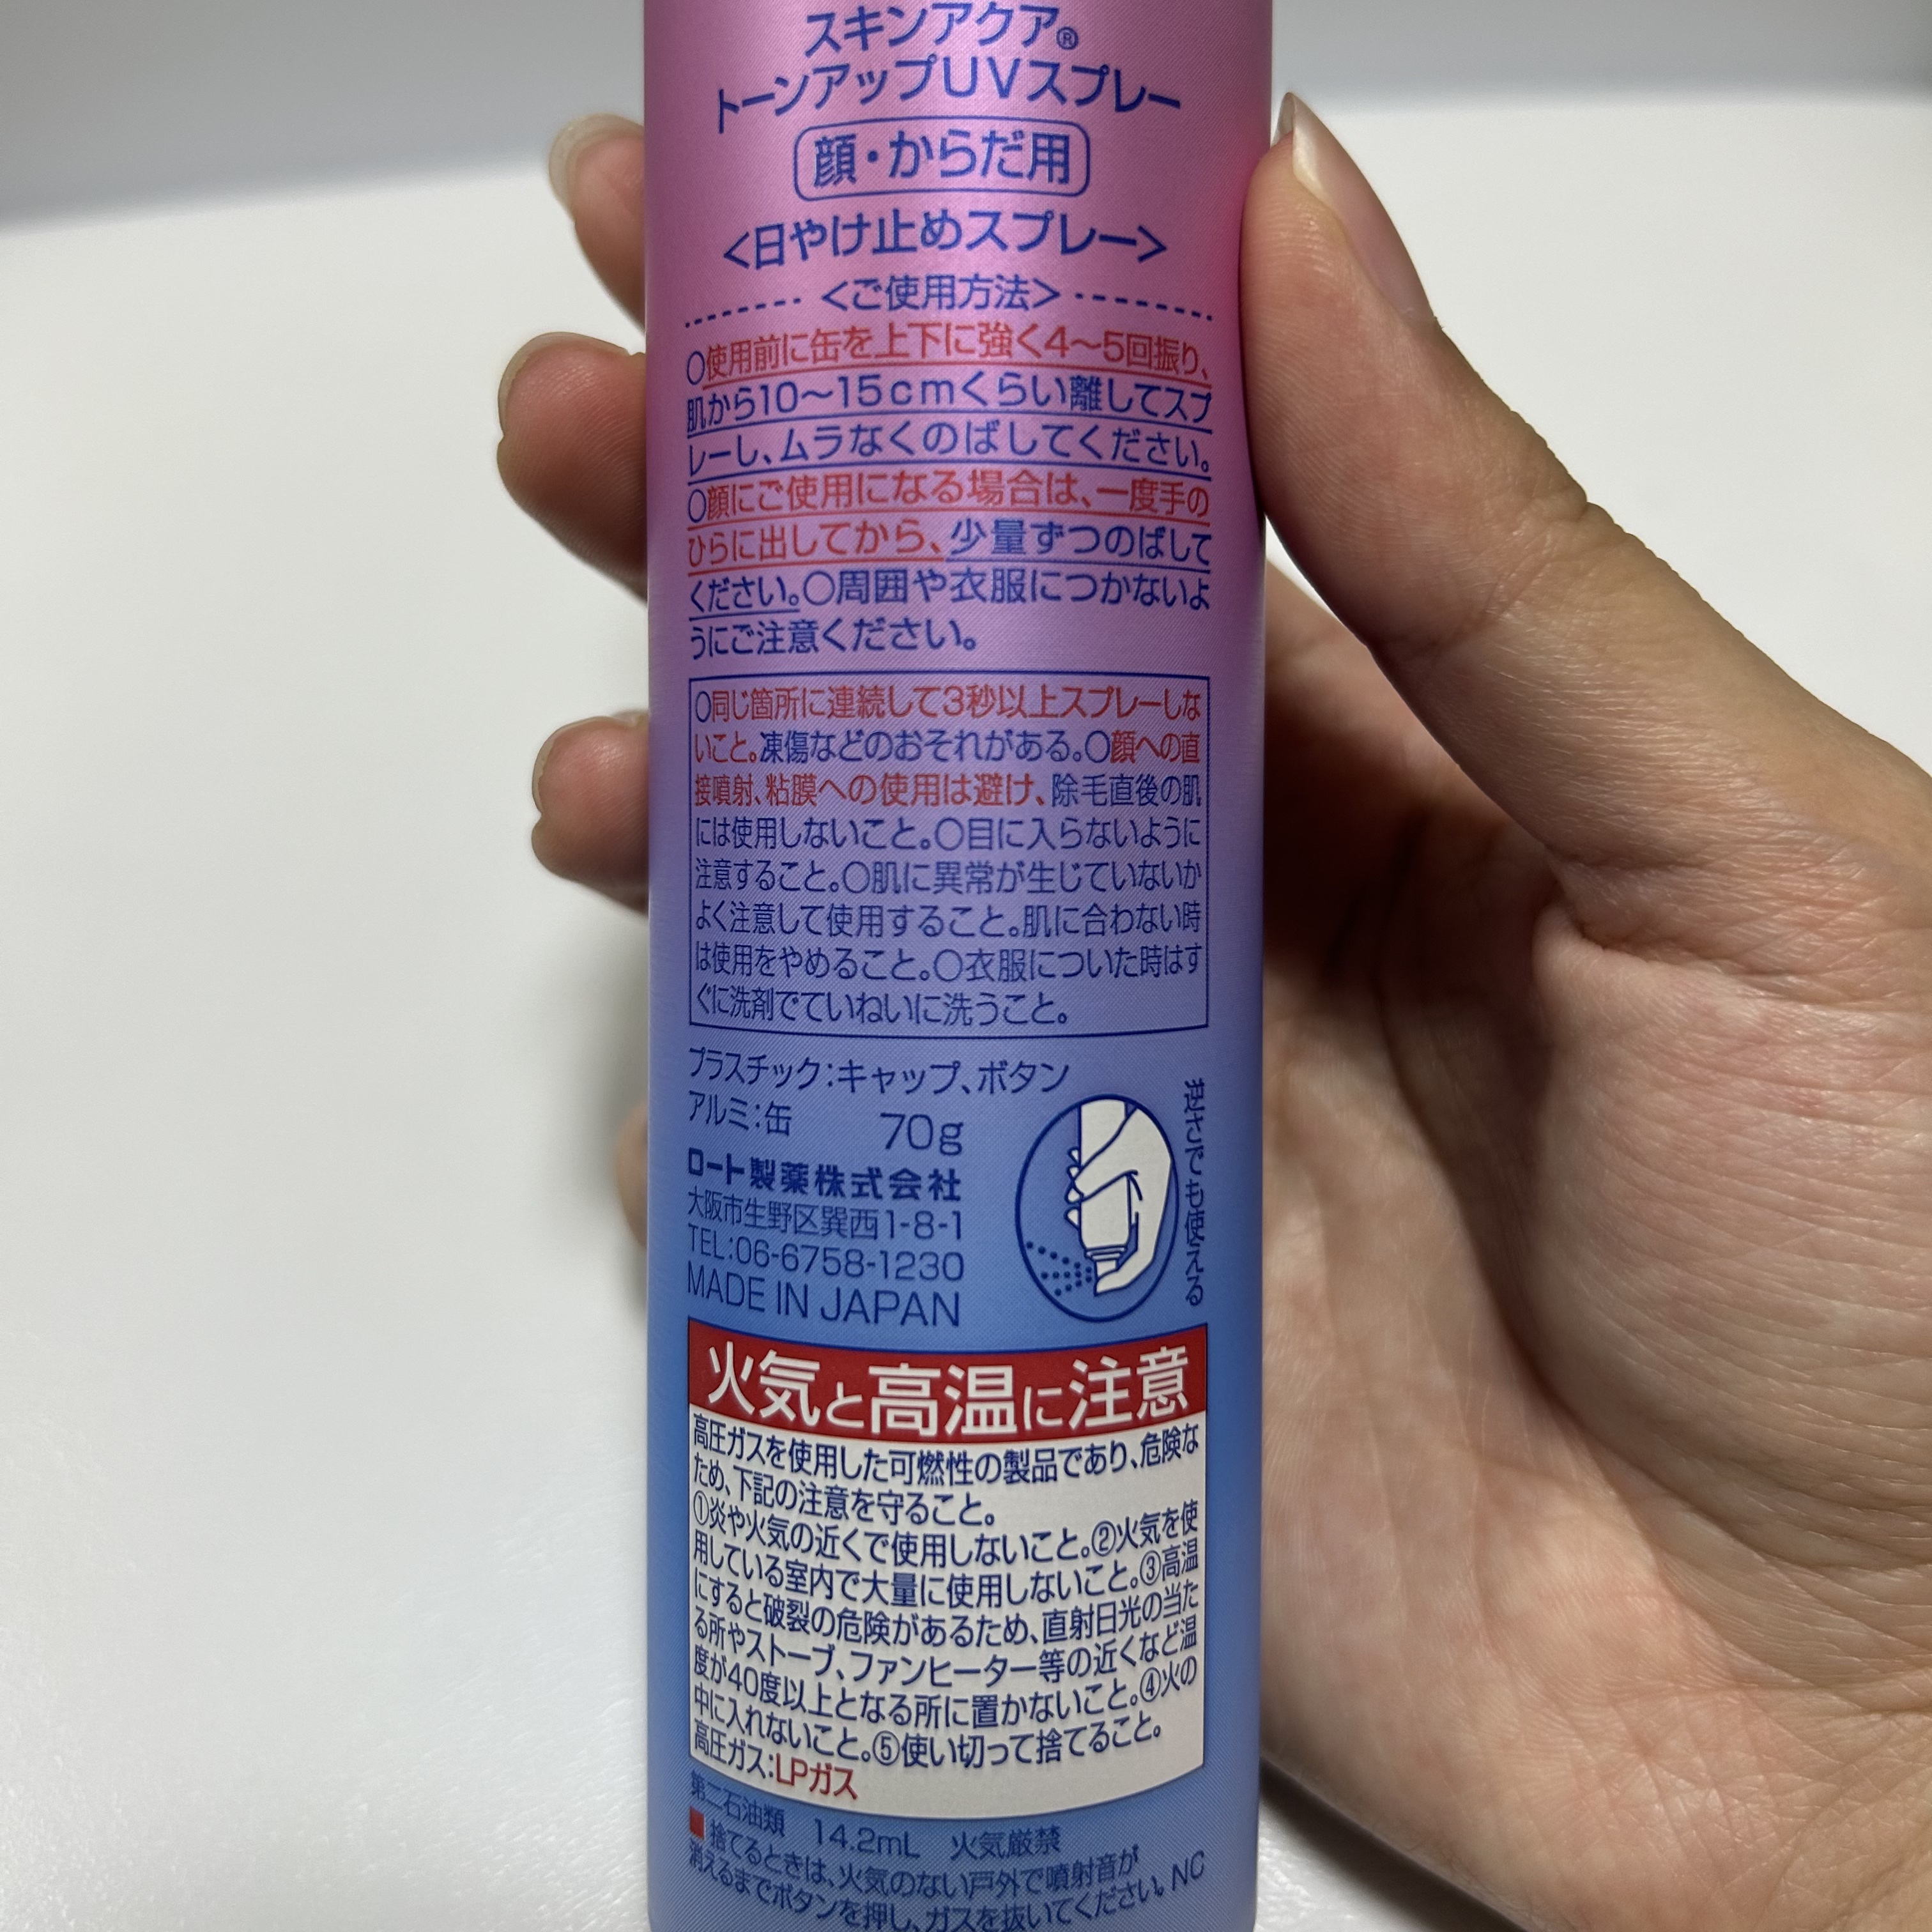 スキンアクア®
トーンアップUVスプレー
顔・からだ用
<日やけ止めスプレー>
<ご使用方法>
○使用前に缶を上下に強く4〜5回振り、
肌から10〜15cmくらい離してスプ
レーし、ムラなくのばしてください。
○顔にご使用になる場合は、一度手の
ひらに出してから、少量ずつのばして
ください。○周囲や衣服につかないよ
うにご注意ください。
○同じ箇所に連続して3秒以上スプレーしな
いこと。凍傷などのおそれがある。○顔への直
接噴射、粘膜への使用は避け、除毛直後の肌
には使用しないこと。○目に入らないように
注意すること。○肌に異常が生じていないか
よく注意して使用すること。肌に合わない時
は使用をやめること。○衣服についた時はす
ぐに洗剤でていねいに洗うこと。
プラスチック:キャップ、ボタン
アルミ:缶 70g
ロート製薬株式会社
大阪市生野区巽西1-8-1
TEL:06-6758-1230
MADE IN JAPAN
逆さでも使える
火気と高温に注意
高圧ガスを使用した可燃性の製品であり、危険な
ため、下記の注意を守ること。
①炎や火気の近くで使用しないこと。②火気を使
用している室内で大量に使用しないこと。③高温
にすると破裂の危険があるため、直射日光の当た
る所やストーブ、ファンヒーター等の近くなど温
度が40度以上となる所に置かないこと。④火の
中に入れないこと。⑤使い切って捨てること。
高圧ガス:LPガス
第二石油類 14.2mL 火気厳禁
■捨てるときは、火気のない戸外で噴射音が
消えるまでボタンを押し、ガスを抜いてください。NC